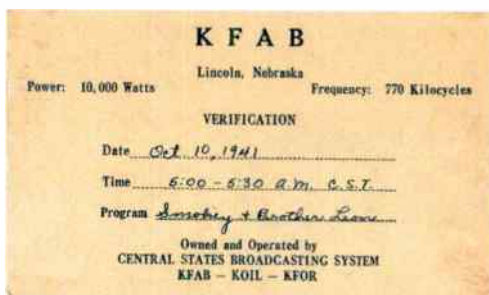 K F A B
Lincoln, Nebraska
Power: 10,000 Watts Frequency: 770 Kilocycles
VERIFICATION
Date Oct 10, 1941
Time 5:00 - 5:30 a.m. C.S.T.
Program Smokey + Brother Leon
Owned and Operated by
CENTRAL STATES BROADCASTING SYSTEM
KFAB – KOIL – KFOR